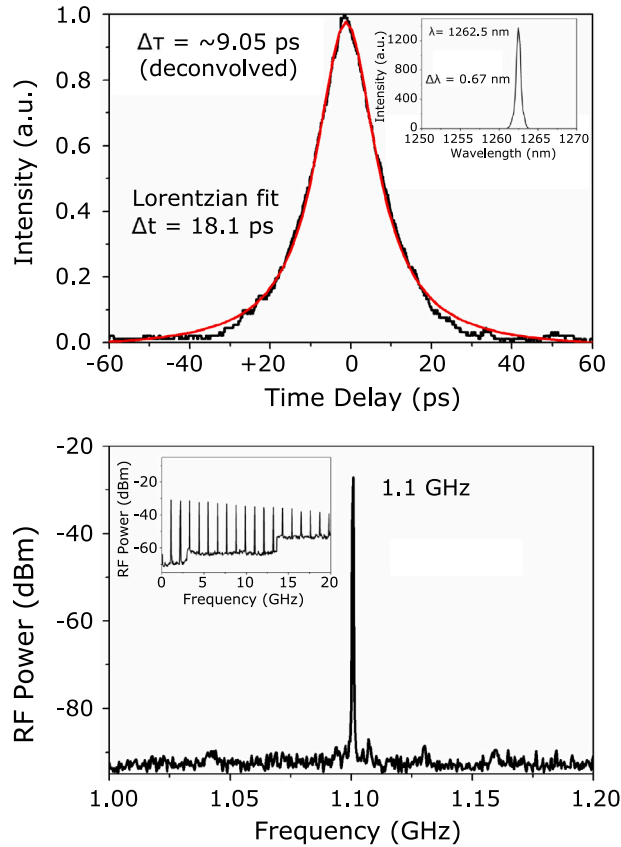 Δτ = ~9.05 ps
(deconvolved)
Lorentzian fit
Δt = 18.1 ps
Intensity (a.u.)
1.0
0.8
0.6
0.4
0.2
0.0
-60 -40 +20 0 20 40 60
Time Delay (ps)
λ= 1262.5 nm
Δλ = 0.67 nm
Intensity (a.u.)
1200
800
400
0
1250 1255 1260 1265 1270
Wavelength (nm)
RF Power (dBm)
-20
-40
-60
-80
1.1 GHz
1.00 1.05 1.10 1.15 1.20
Frequency (GHz)
RF Power (dBm)
-20
-40
-60
0 5 10 15 20
Frequency (GHz)